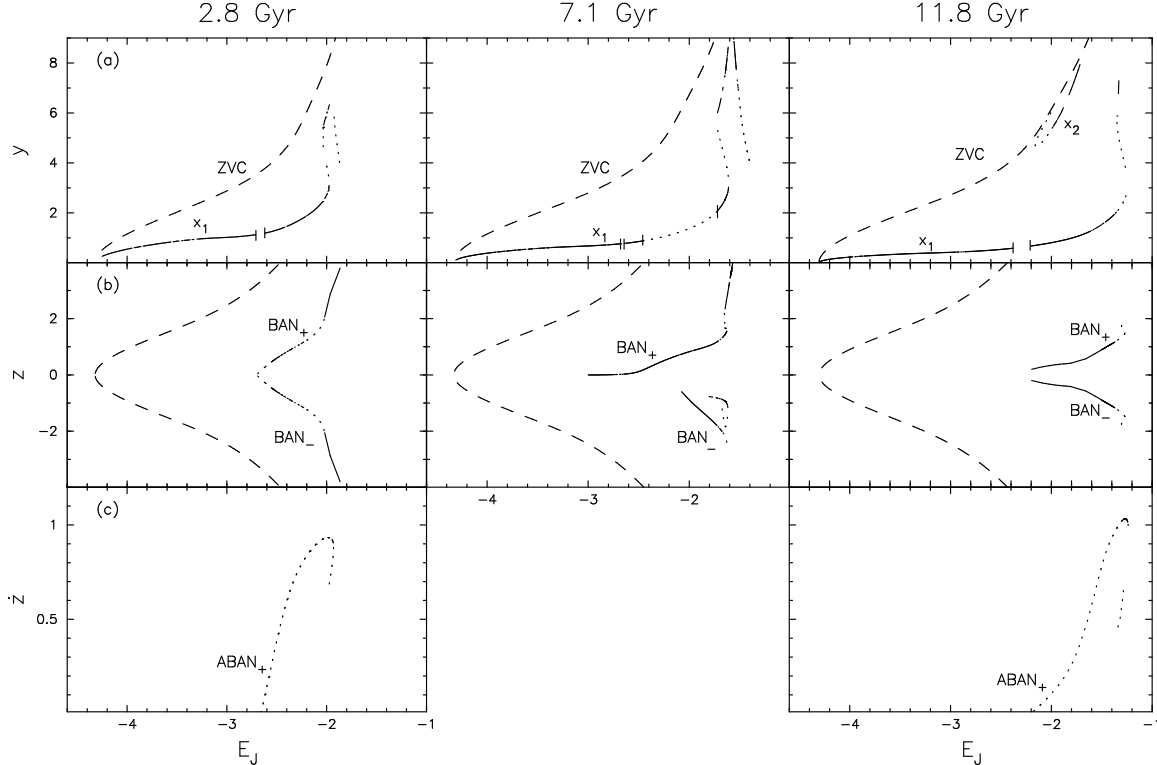 2.8 Gyr 7.1 Gyr 11.8 Gyr
(a)
8
6
4
2
y
ZVC ZVC ZVC
x1 x1 x1
x2
(b)
2
0
−2
z
BAN+ BAN+ BAN+
BAN− BAN− BAN−
−4 −3 −2
(c)
1
0.5
ż
ABAN+ ABAN+
−4 −3 −2 −1 −4 −3 −2 −1
EJ EJ